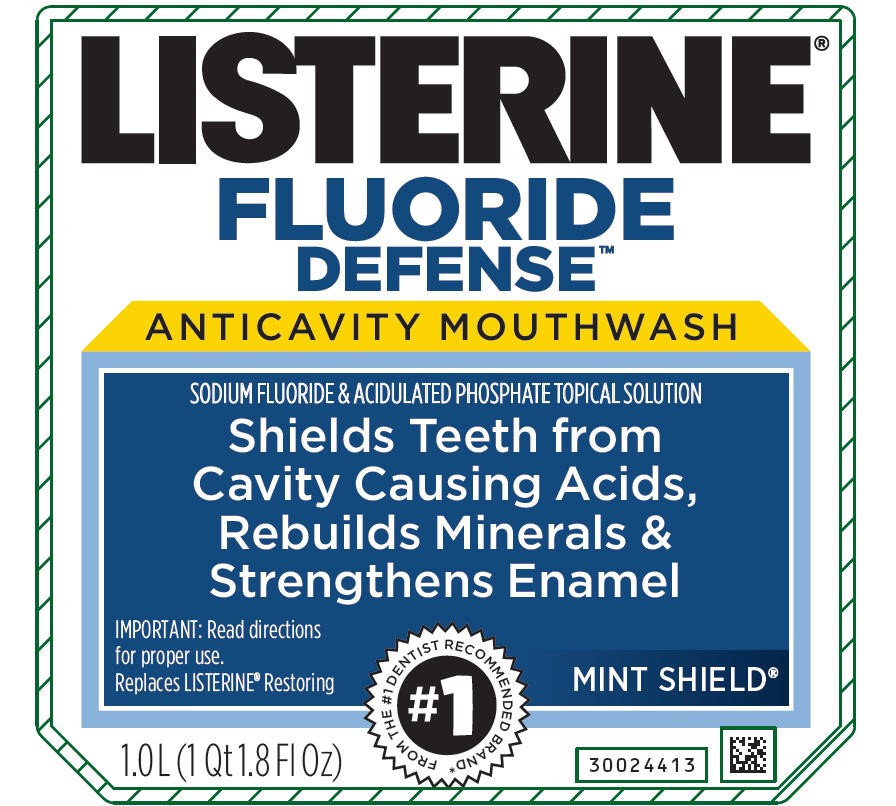 LISTERINE®
FLUORIDE
DEFENSE™
ANTICAVITY MOUTHWASH
SODIUM FLUORIDE & ACIDULATED PHOSPHATE TOPICAL SOLUTION
Shields Teeth from
Cavity Causing Acids,
Rebuilds Minerals &
Strengthens Enamel
IMPORTANT: Read directions
for proper use.
Replaces LISTERINE® Restoring
FROM THE #1 DENTIST RECOMMENDED BRAND*
#1
MINT SHIELD®
1.0 L (1 Qt 1.8 Fl Oz)
30024413